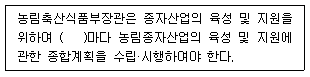 농림축산식품부장관은 종자산업의 육성 및 지원을
위하여 (    )마다 농림종자산업의 육성 및 지원에
관한 종합계획을 수립·시행하여야 한다.